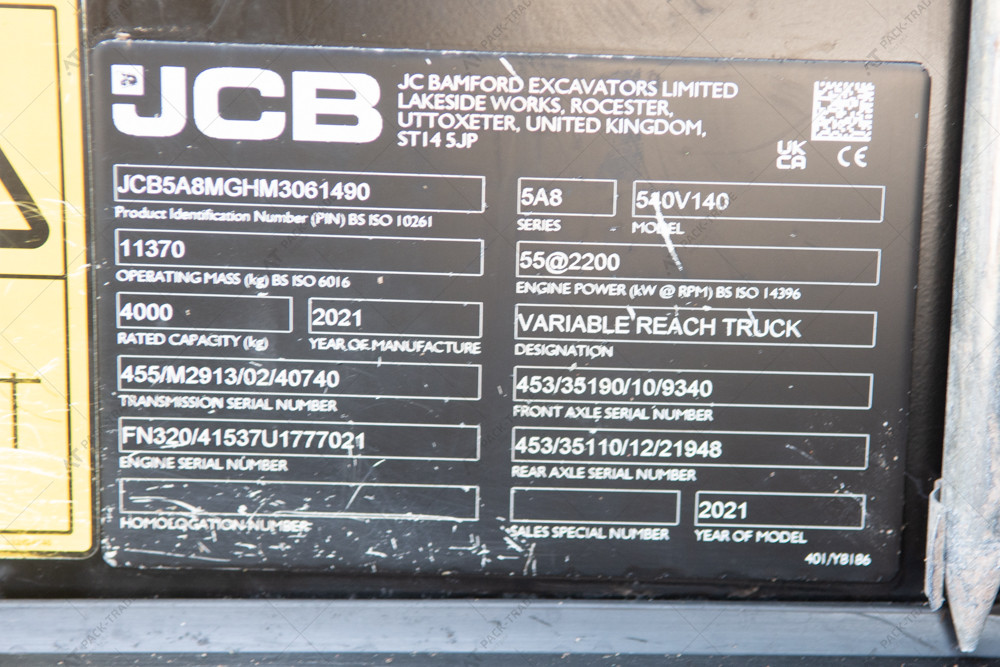 JCB
JC BAMFORD EXCAVATORS LIMITED
LAKESIDE WORKS, ROCESTER,
UTTOXETER, UNITED KINGDOM,
ST14 5JP
UK
CA
CE
JCB5A8MGHM3061490
Product Identification Number (PIN) BS ISO 10261
5A8
SERIES
540V140
MODEL
11370
OPERATING MASS (kg) BS ISO 6016
55@2200
ENGINE POWER (kW @ RPM) BS ISO 14396
4000
RATED CAPACITY (kg)
2021
YEAR OF MANUFACTURE
VARIABLE REACH TRUCK
DESIGNATION
455/M2913/02/40740
TRANSMISSION SERIAL NUMBER
453/35190/10/9340
FRONT AXLE SERIAL NUMBER
FN320/41537U1777021
ENGINE SERIAL NUMBER
453/35110/12/21948
REAR AXLE SERIAL NUMBER
HOMOLOGATION NUMBER
SALES SPECIAL NUMBER
2021
YEAR OF MODEL
401/Y8186